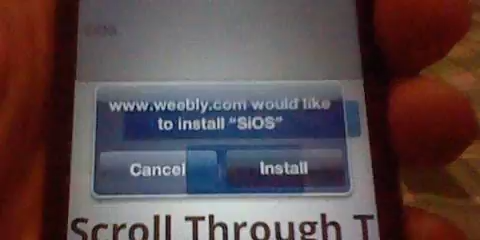 www.weebly.com would like
to install “SiOS”
Cancel
Install
Scroll Through T